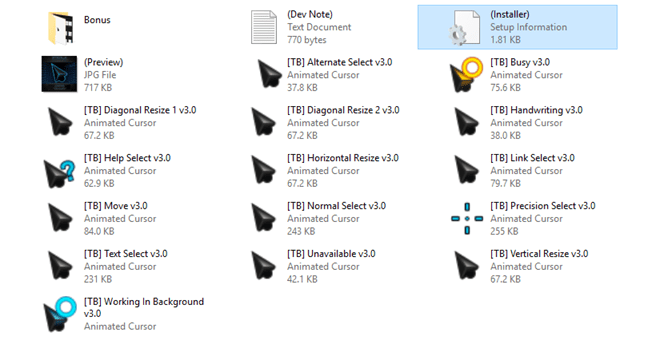 Bonus
(Dev Note)
Text Document
770 bytes
(Installer)
Setup Information
1.81 KB
(Preview)
JPG File
717 KB
[TB] Alternate Select v3.0
Animated Cursor
37.8 KB
[TB] Busy v3.0
Animated Cursor
75.6 KB
[TB] Diagonal Resize 1 v3.0
Animated Cursor
67.2 KB
[TB] Diagonal Resize 2 v3.0
Animated Cursor
67.2 KB
[TB] Handwriting v3.0
Animated Cursor
38.0 KB
[TB] Help Select v3.0
Animated Cursor
62.9 KB
[TB] Horizontal Resize v3.0
Animated Cursor
67.2 KB
[TB] Link Select v3.0
Animated Cursor
79.7 KB
[TB] Move v3.0
Animated Cursor
84.0 KB
[TB] Normal Select v3.0
Animated Cursor
243 KB
[TB] Precision Select v3.0
Animated Cursor
255 KB
[TB] Text Select v3.0
Animated Cursor
231 KB
[TB] Unavailable v3.0
Animated Cursor
42.1 KB
[TB] Vertical Resize v3.0
Animated Cursor
67.2 KB
[TB] Working In Background
v3.0
Animated Cursor